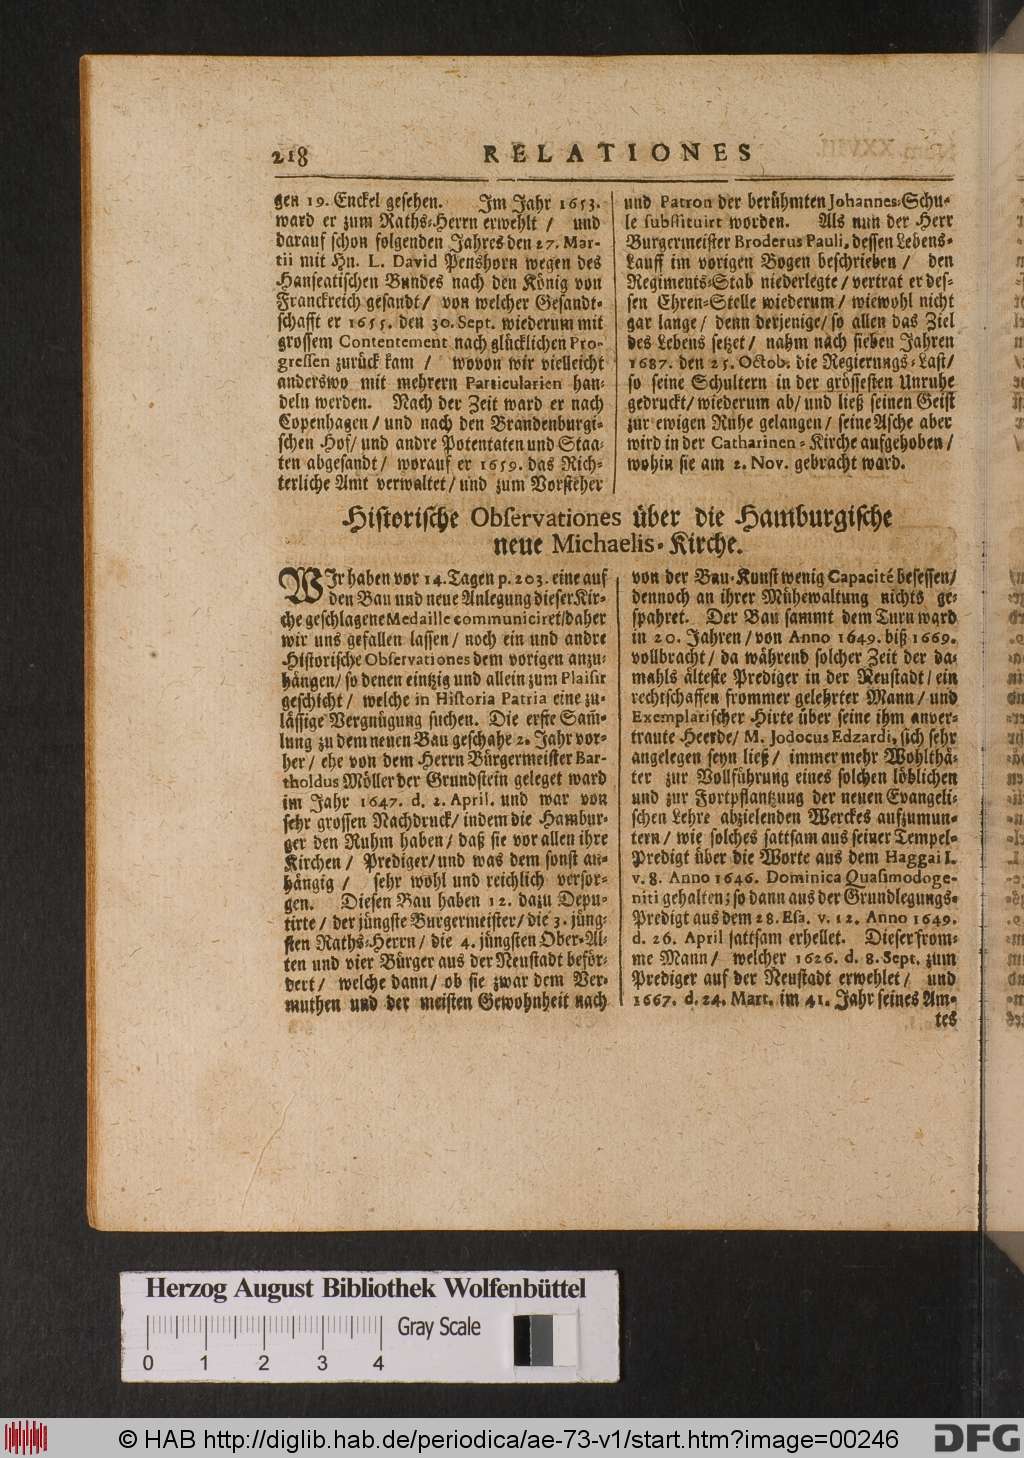 218
RELATIONES
gen 19. Enckel gesehen. Im Jahr 1653.
ward er zum Raths-Herrn erwehlt / und
darauf schon folgenden Jahres den 27. Mar-
tii mit Hn. L. David Penshorn wegen des
Hanseatischen Bundes nach den König von
Franckreich gesandt / von welcher Gesandt-
schafft er 1655. den 30. Sept. wiederum mit
grossem Contentement nach glücklichen Pro-
gressen zurück kam / wovon wir vielleicht
anderswo mit mehrern Particularien han-
deln werden. Nach der Zeit ward er nach
Copenhagen / und nach den Brandenburgi-
schen Hof / und andre Potentaten und Staa-
ten abgesandt / worauf er 1659. das Rich-
terliche Amt verwaltet / und zum Vorsteher
und Patron der berühmten Johannes-Schu-
le substituirt worden. Als nun der Herr
Burgermeister Broderus Pauli, dessen Lebens-
Lauff im vorigen Bogen beschrieben / den
Regiments-Stab niederlegte / vertrat er des-
sen Ehren-Stelle wiederum / wiewohl nicht
gar lange / denn derjenige / so allen das Ziel
des Lebens setzet / nahm nach sieben Jahren
1687. den 25. Octob. die Regierungs-Last /
so seine Schultern in der grössesten Unruhe
gedruckt / wiederum ab / und ließ seinen Geist
zur ewigen Ruhe gelangen / seine Asche aber
wird in der Catharinen-Kirche aufgehoben /
wohin sie am 2. Nov. gebracht ward.
Historische Observationes über die Hamburgische
neue Michaelis-Kirche.
WIr haben vor 14. Tagen p. 203. eine auf
den Bau und neue Anlegung dieser Kir-
che geschlagene Medaille communiciret / daher
wir uns gefallen lassen / noch ein und andre
Historische Observationes dem vorigen anzu-
hängen / so denen eintzig und allein zum Plaisir
geschicht / welche in Historia Patria eine zu-
lässige Vergnügung suchen. Die erste Sam̄-
lung zu dem neuen Bau geschahe 2. Jahr vor-
her / ehe von dem Herrn Bürgermeister Bar-
tholdus Möller der Grundstein geleget ward
im Jahr 1647. d. 2. April. und war von
sehr grossen Nachdruck / indem die Hambur-
ger den Ruhm haben / daß sie vor allen ihre
Kirchen / Prediger / und was dem sonst an-
hängig / sehr wohl und reichlich versor-
gen. Diesen Bau haben 12. dazu Depu-
tirte / der jüngste Burgermeister / die 3. jüng-
sten Raths-Herrn / die 4. jüngsten Ober-Al-
ten und vier Bürger aus der Neustadt beför-
dert / welche dann / ob sie zwar dem Ver-
muthen und der meisten Gewohnheit nach
von der Bau-Kunst wenig Capacité besessen /
dennoch an ihrer Mühewaltung nichts ge-
spahret. Der Bau sammt dem Turn ward
in 20. Jahren / von Anno 1649. biß 1669.
vollbracht / da während solcher Zeit der da-
mahls älteste Prediger in der Neustadt / ein
rechtschaffen frommer gelehrter Mann / und
Exemplarischer Hirte über seine ihm anver-
traute Heerde / M. Jodocus Edzardi, sich sehr
angelegen seyn ließ / immer mehr Wohlthä-
ter zur Vollführung eines solchen löblichen
und zur Fortpflantzung der neuen Evangeli-
schen Lehre abzielenden Werckes aufzumun-
tern / wie solches sattsam aus seiner Tempel-
Predigt über die Worte aus dem Haggai I.
v. 8. Anno 1646. Dominica Quasimodoge-
niti gehalten; so dann aus der Grundlegungs-
Predigt aus dem 28. Esa. v. 12. Anno 1649.
d. 26. April sattsam erhellet. Dieser from-
me Mann / welcher 1626. d. 8. Sept. zum
Prediger auf der Neustadt erwehlet / und
1667. d. 24. Mart. im 41. Jahr seines Am-
tes
Herzog August Bibliothek Wolfenbüttel
Gray Scale
0 1 2 3 4
© HAB http://diglib.hab.de/periodica/ae-73-v1/start.htm?image=00246
DFG